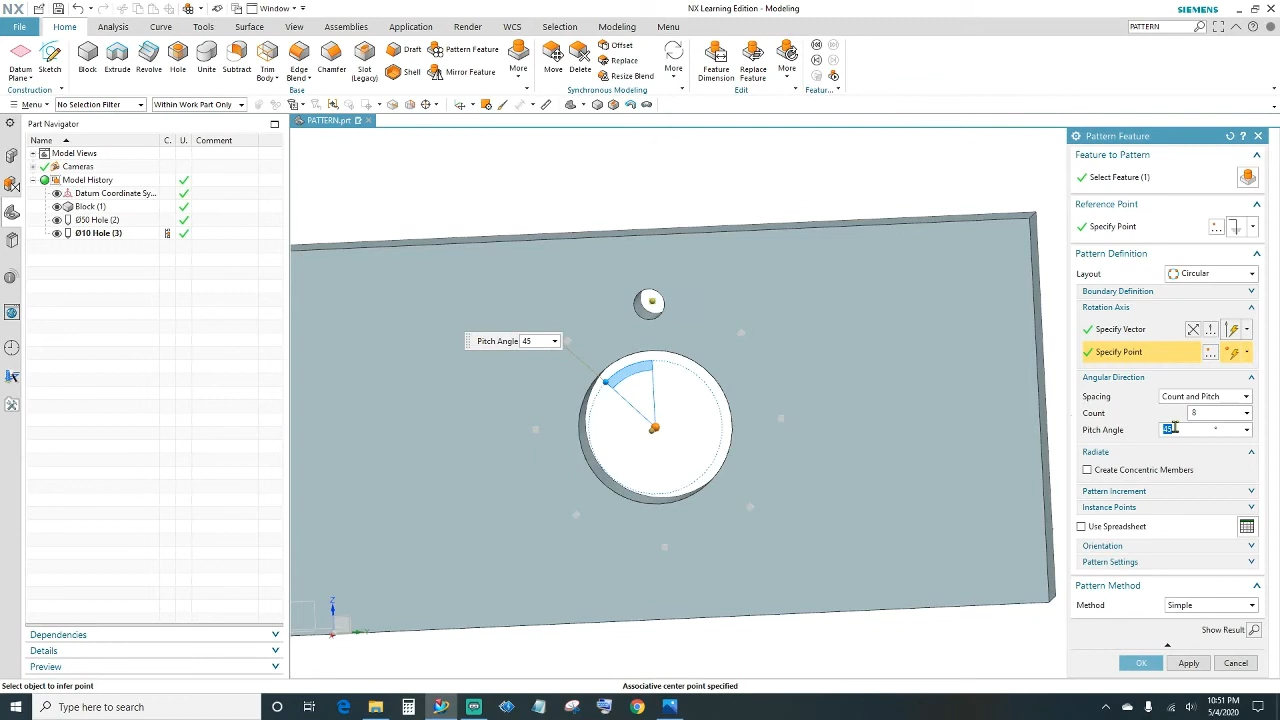 NX
Window
NX Learning Edition - Modeling
SIEMENS
File
Home
Analysis
Curve
Tools
Surface
View
Assemblies
Application
Render
WCS
Selection
Modeling
Menu
PATTERN
Datum Plane
Sketch
Block
Extrude
Revolve
Hole
Unite
Subtract
Trim Body
Edge Blend
Chamfer
Slot (Legacy)
Draft
Shell
Pattern Feature
Mirror Feature
More
Move
Delete
Offset
Replace
Resize Blend
More
Feature Dimension
Replace Feature
More
Construction
Base
Synchronous Modeling
Edit
Featur...
Menu
No Selection Filter
Within Work Part Only
Part Navigator
PATTERN.prt
Name
C.
U.
Comment
Model Views
Cameras
Model History
Datum Coordinate Sy...
Block (1)
Ø50 Hole (2)
Ø10 Hole (3)
Dependencies
Details
Preview
Pitch Angle 45
Z
Y
Pattern Feature
Feature to Pattern
Select Feature (1)
Reference Point
Specify Point
Pattern Definition
Layout
Circular
Boundary Definition
Rotation Axis
Specify Vector
Specify Point
Angular Direction
Spacing
Count and Pitch
Count
8
Pitch Angle
45
°
Radiate
Create Concentric Members
Pattern Increment
Instance Points
Use Spreadsheet
Orientation
Pattern Settings
Pattern Method
Method
Simple
Show Result
OK
Apply
Cancel
Select object to infer point
Associative center point specified
Type here to search
10:51 PM
5/4/2020